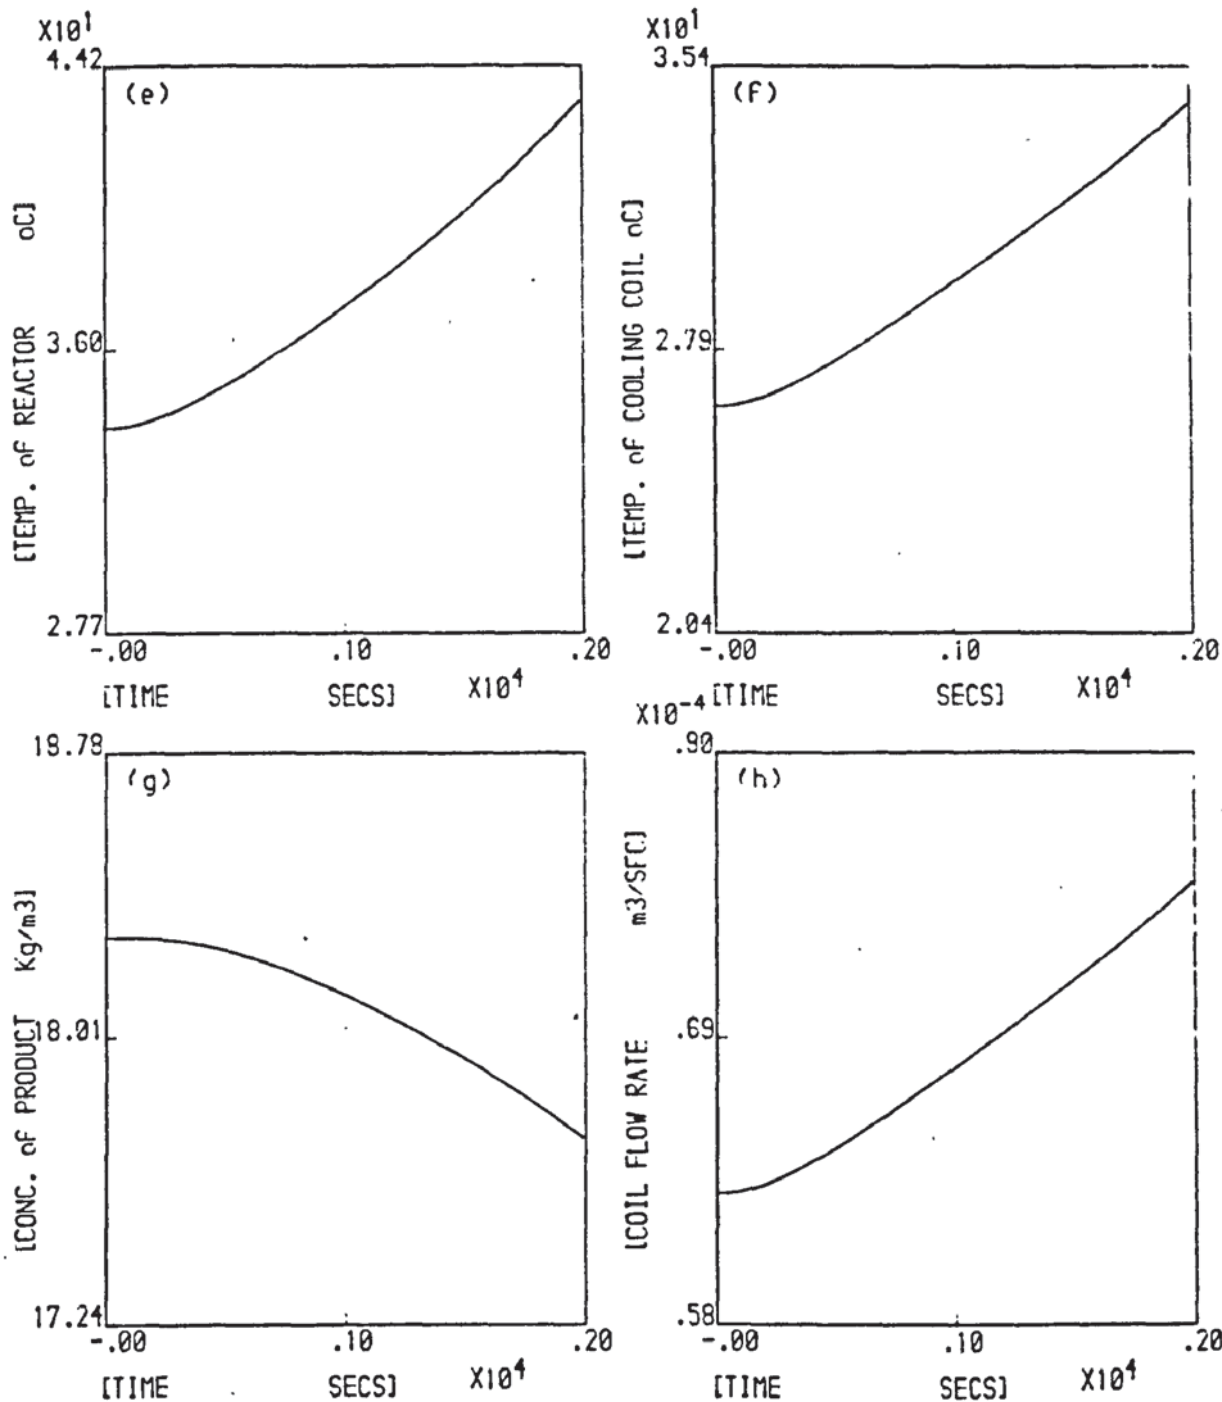 X10¹
4.42
(e)
[TEMP. of REACTOR oC]
3.60
2.77
-.00 .10 .20
[TIME SECS] X10⁴
X10¹
3.54
(f)
[TEMP. of COOLING COIL oC]
2.79
2.04
-.00 .10 .20
[TIME SECS] X10⁴
18.78
(g)
[CONC. of PRODUCT Kg/m3]
18.01
17.24
-.00 .10 .20
[TIME SECS] X10⁴
X10⁻⁴
.90
(h)
[COIL FLOW RATE m3/SEC]
.69
.58
-.00 .10 .20
[TIME SECS] X10⁴